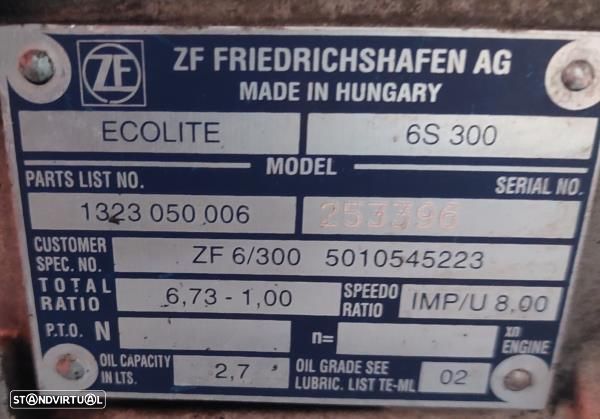 ZF
ZF FRIEDRICHSHAFEN AG
MADE IN HUNGARY
ECOLITE 6S 300
MODEL
PARTS LIST NO. SERIAL NO.
1323 050 006 253396
CUSTOMER SPEC. NO. ZF 6/300 5010545223
TOTAL RATIO 6,73 - 1,00 SPEEDO RATIO IMP/U 8,00
P.T.O. N n= xn ENGINE
OIL CAPACITY IN LTS. 2,7 OIL GRADE SEE LUBRIC. LIST TE-ML 02
STANDVIRTUAL